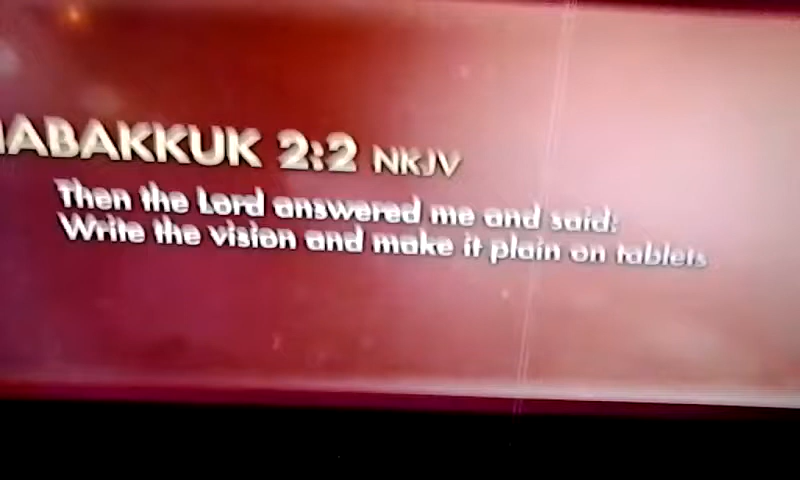 HABAKKUK 2:2 NKJV
Then the Lord answered me and said:
Write the vision and make it plain on tablets